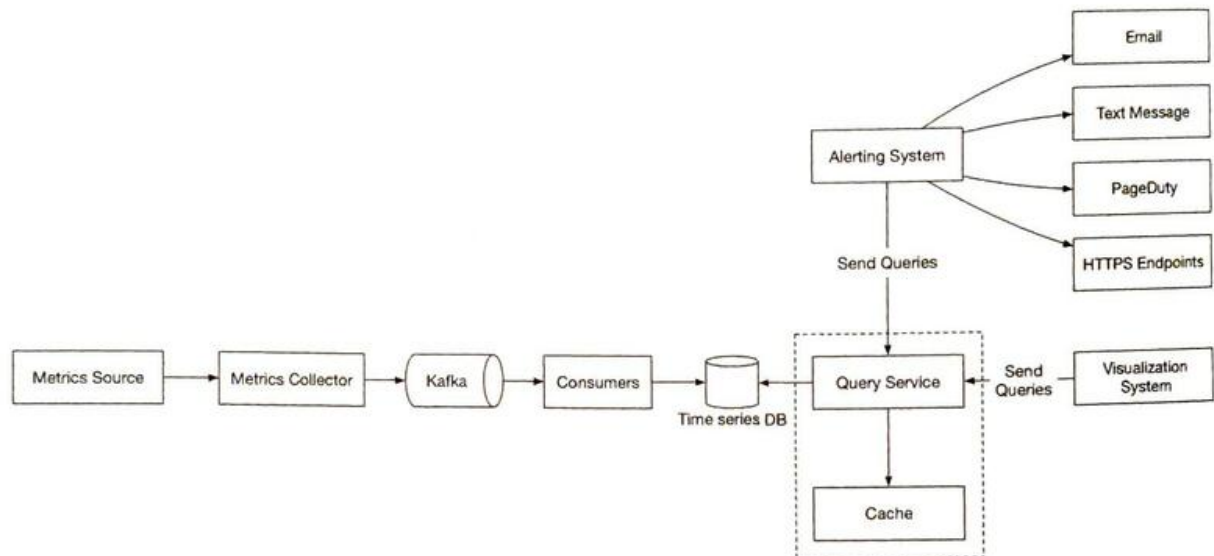 Email
Text Message
Alerting System
PageDuty
Send Queries
HTTPS Endpoints
Metrics Source
Metrics Collector
Kafka
Consumers
Time series DB
Query Service
Send
Queries
Visualization
System
Cache